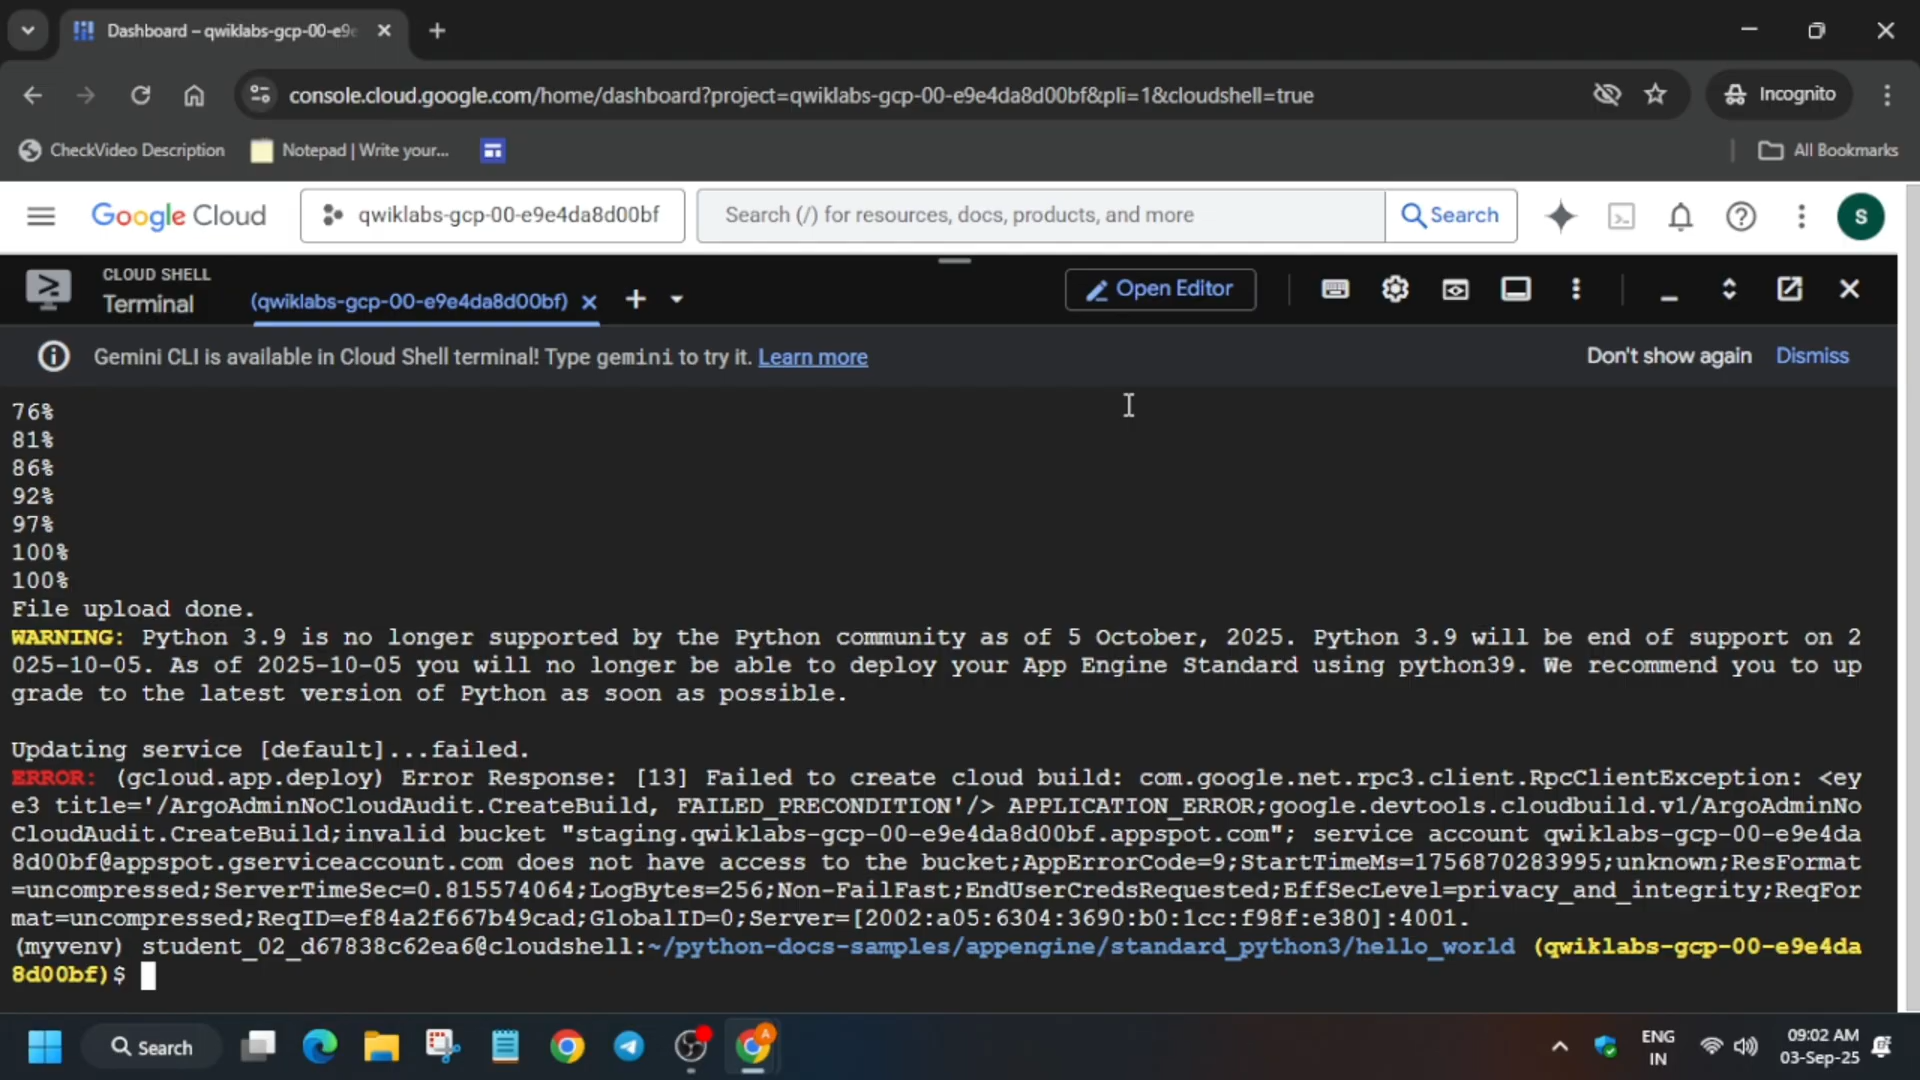 Dashboard – qwiklabs-gcp-00-e9e
console.cloud.google.com/home/dashboard?project=qwiklabs-gcp-00-e9e4da8d00bf&pli=1&cloudshell=true
Incognito
CheckVideo Description
Notepad | Write your...
All Bookmarks
Google Cloud
qwiklabs-gcp-00-e9e4da8d00bf
Search (/) for resources, docs, products, and more
Search
S
CLOUD SHELL
Terminal
(qwiklabs-gcp-00-e9e4da8d00bf)
Open Editor
Gemini CLI is available in Cloud Shell terminal! Type gemini to try it. Learn more
Don't show again
Dismiss
76%
81%
86%
92%
97%
100%
100%
File upload done.
WARNING: Python 3.9 is no longer supported by the Python community as of 5 October, 2025. Python 3.9 will be end of support on 2
025-10-05. As of 2025-10-05 you will no longer be able to deploy your App Engine Standard using python39. We recommend you to up
grade to the latest version of Python as soon as possible.
Updating service [default]...failed.
ERROR: (gcloud.app.deploy) Error Response: [13] Failed to create cloud build: com.google.net.rpc3.client.RpcClientException: <ey
e3 title='/ArgoAdminNoCloudAudit.CreateBuild, FAILED_PRECONDITION'/> APPLICATION_ERROR;google.devtools.cloudbuild.v1/ArgoAdminNo
CloudAudit.CreateBuild;invalid bucket "staging.qwiklabs-gcp-00-e9e4da8d00bf.appspot.com"; service account qwiklabs-gcp-00-e9e4da
8d00bf@appspot.gserviceaccount.com does not have access to the bucket;AppErrorCode=9;StartTimeMs=1756870283995;unknown;ResFormat
=uncompressed;ServerTimeSec=0.815574064;LogBytes=256;Non-FailFast;EndUserCredsRequested;EffSecLevel=privacy_and_integrity;ReqFor
mat=uncompressed;ReqID=ef84a2f667b49cad;GlobalID=0;Server=[2002:a05:6304:3690:b0:1cc:f98f:e380]:4001.
(myvenv) student_02_d67838c62ea6@cloudshell:~/python-docs-samples/appengine/standard_python3/hello_world (qwiklabs-gcp-00-e9e4da
8d00bf)$
Search
A
ENG
IN
09:02 AM
03-Sep-25